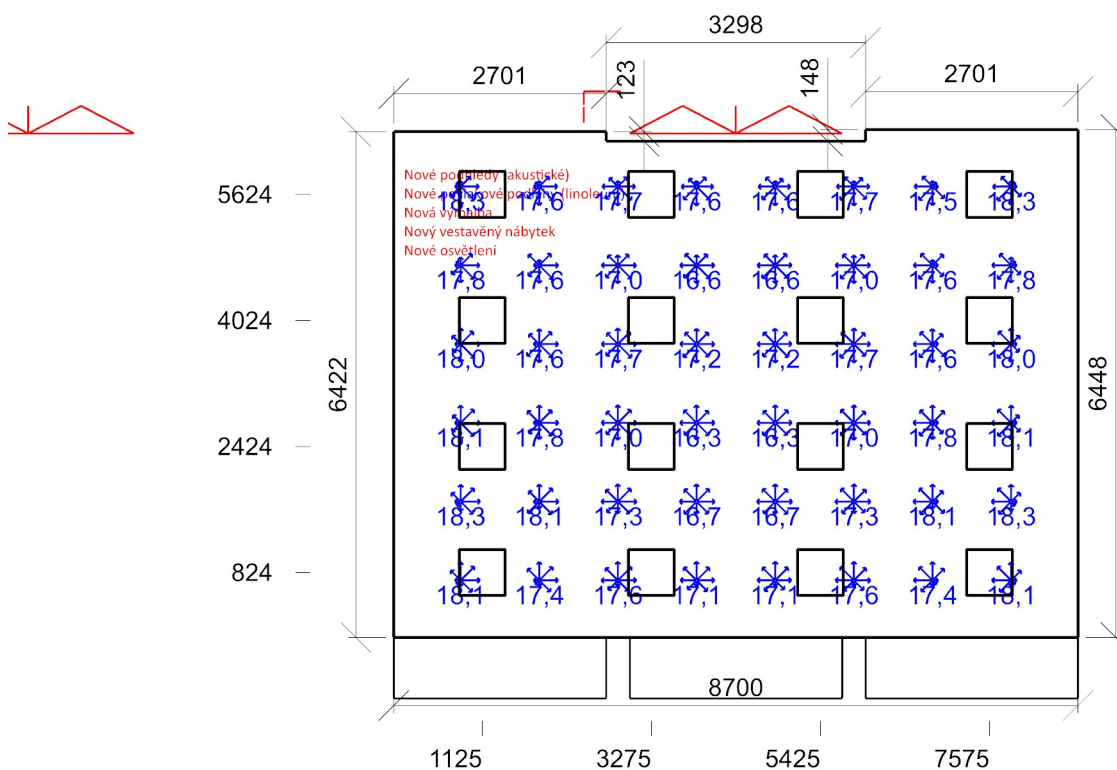 3298
2701
123
148
2701
Nové podhledy (akustické)
5624
Nové povlakové podlahy (linoleum)
18,3 17,6 17,7 17,6 17,6 17,7 17,5 18,3
Nová výmalba
Nový vestavěný nábytek
Nové osvětlení
17,8 17,6 17,0 16,6 16,6 17,0 17,6 17,8
4024
18,0 17,6 17,7 17,2 17,2 17,7 17,6 18,0
6422
6448
18,1 17,8 17,0 16,3 16,3 17,0 17,8 18,1
2424
18,3 18,1 17,3 16,7 16,7 17,3 18,1 18,3
824
18,1 17,4 17,6 17,1 17,1 17,6 17,4 18,1
8700
1125 3275 5425 7575